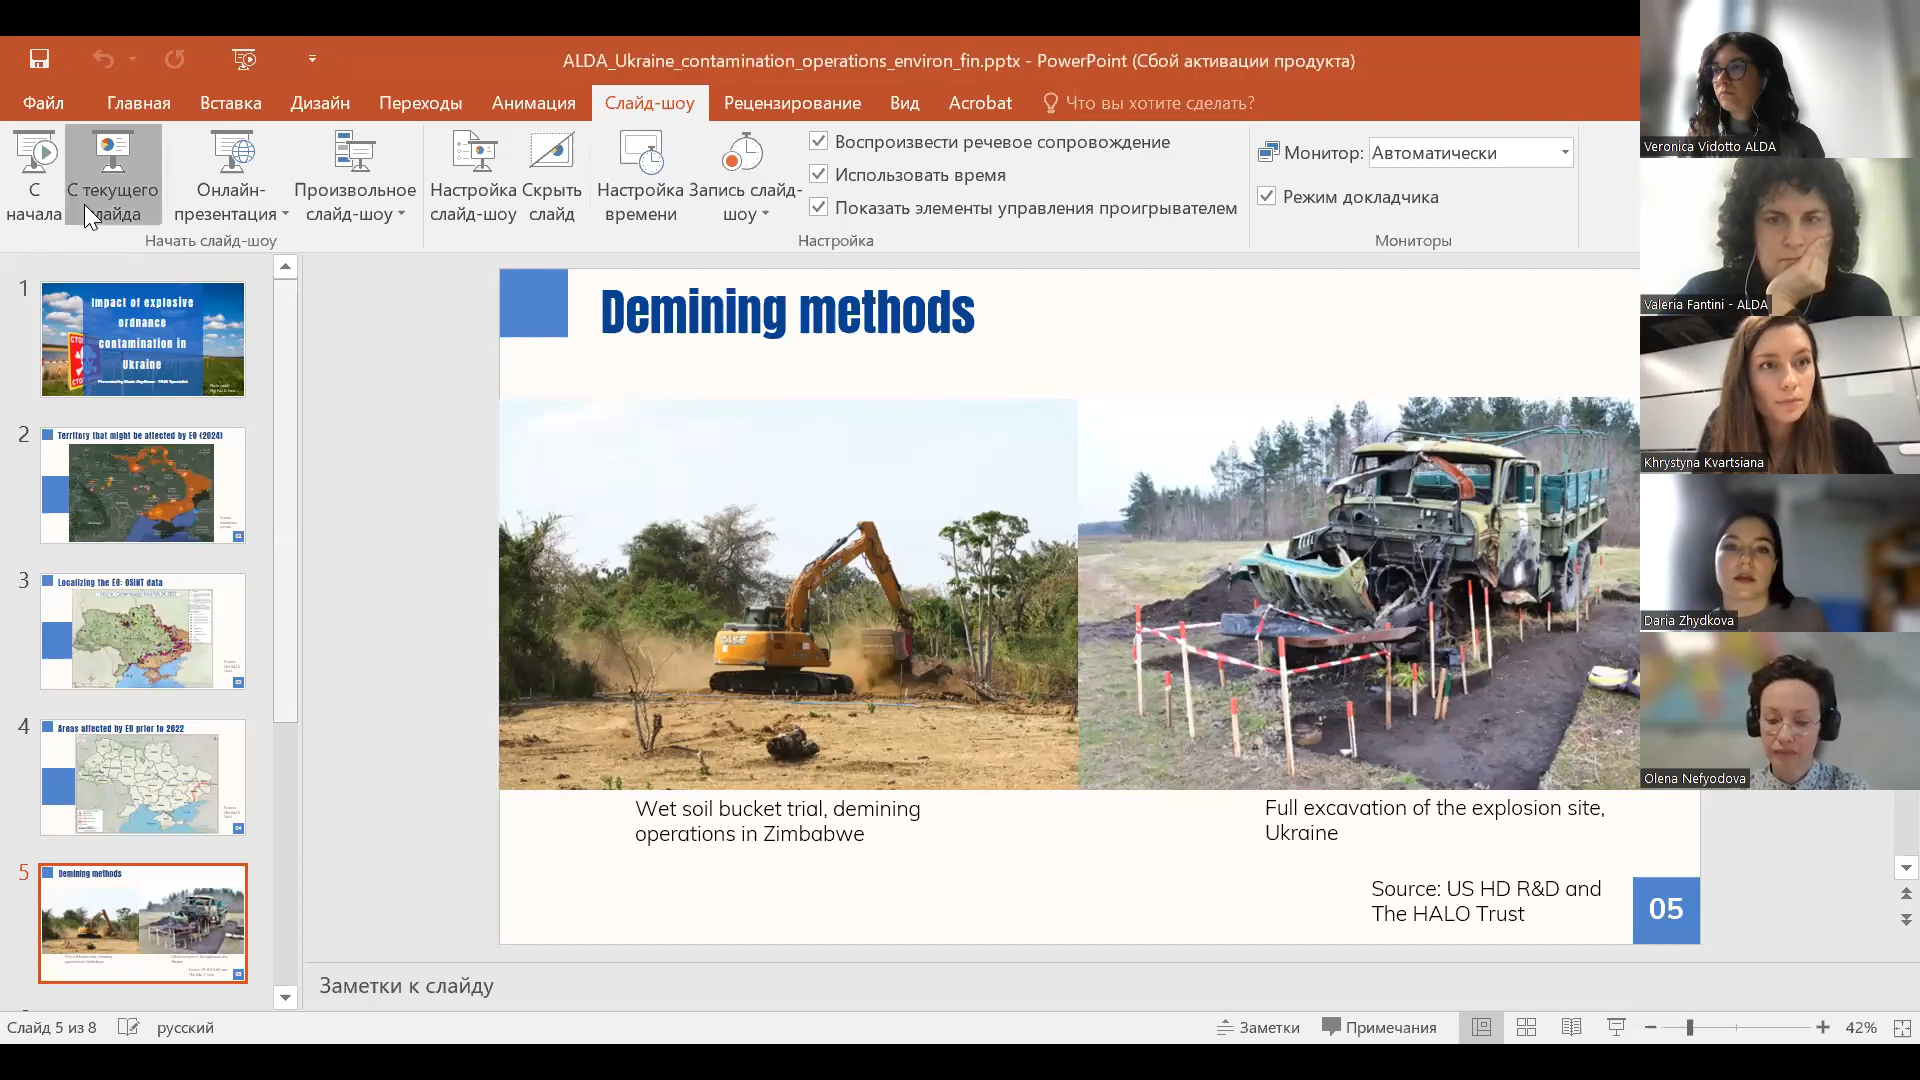 ALDA_Ukraine_contamination_operations_environ_fin.pptx - PowerPoint (Сбой активации продукта)
Файл Главная Вставка Дизайн Переходы Анимация Слайд-шоу Рецензирование Вид Acrobat Что вы хотите сделать?
С начала
С текущего слайда
Онлайн-презентация
Произвольное слайд-шоу
Настройка слайд-шоу
Скрыть слайд
Настройка времени
Запись слайд-шоу
Воспроизвести речевое сопровождение
Использовать время
Показать элементы управления проигрывателем
Монитор: Автоматически
Режим докладчика
Начать слайд-шоу
Настройка
Мониторы
1
Impact of explosive
ordnance
contamination in
Ukraine
2
Territory that might be affected by EO (2024)
02
3
Localizing the EO: OSINT data
03
4
Areas affected by EO prior to 2022
04
5
Demining methods
05
Demining methods
CASE
CASE
Wet soil bucket trial, demining
operations in Zimbabwe
Full excavation of the explosion site,
Ukraine
Source: US HD R&D and
The HALO Trust
05
Заметки к слайду
Слайд 5 из 8 русский
Заметки Примечания 42%
Veronica Vidotto ALDA
Valeria Fantini - ALDA
Khrystyna Kvartsiana
Daria Zhydkova
Olena Nefyodova